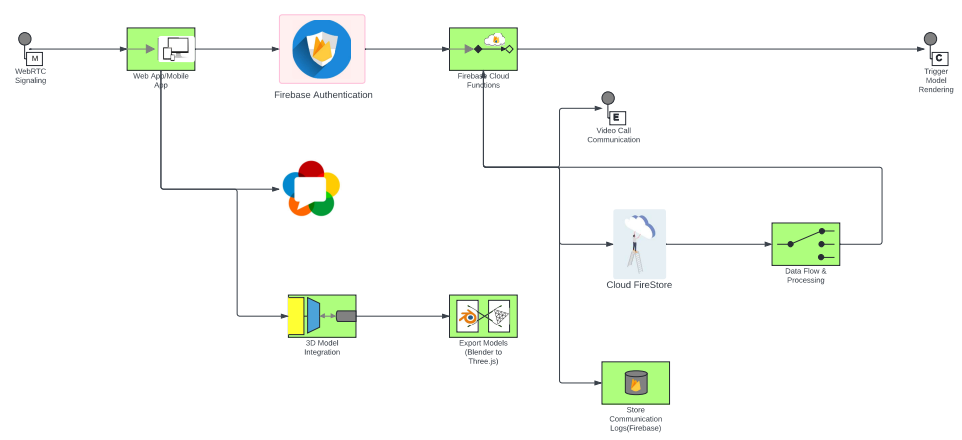 M
WebRTC
Signaling
Web App/Mobile
App
Firebase Authentication
Firebase Cloud
Functions
C
Trigger
Model
Rendering
E
Video Call
Communication
Cloud FireStore
Data Flow &
Processing
3D Model
Integration
Export Models
(Blender to
Three.js)
Store
Communication
Logs(Firebase)